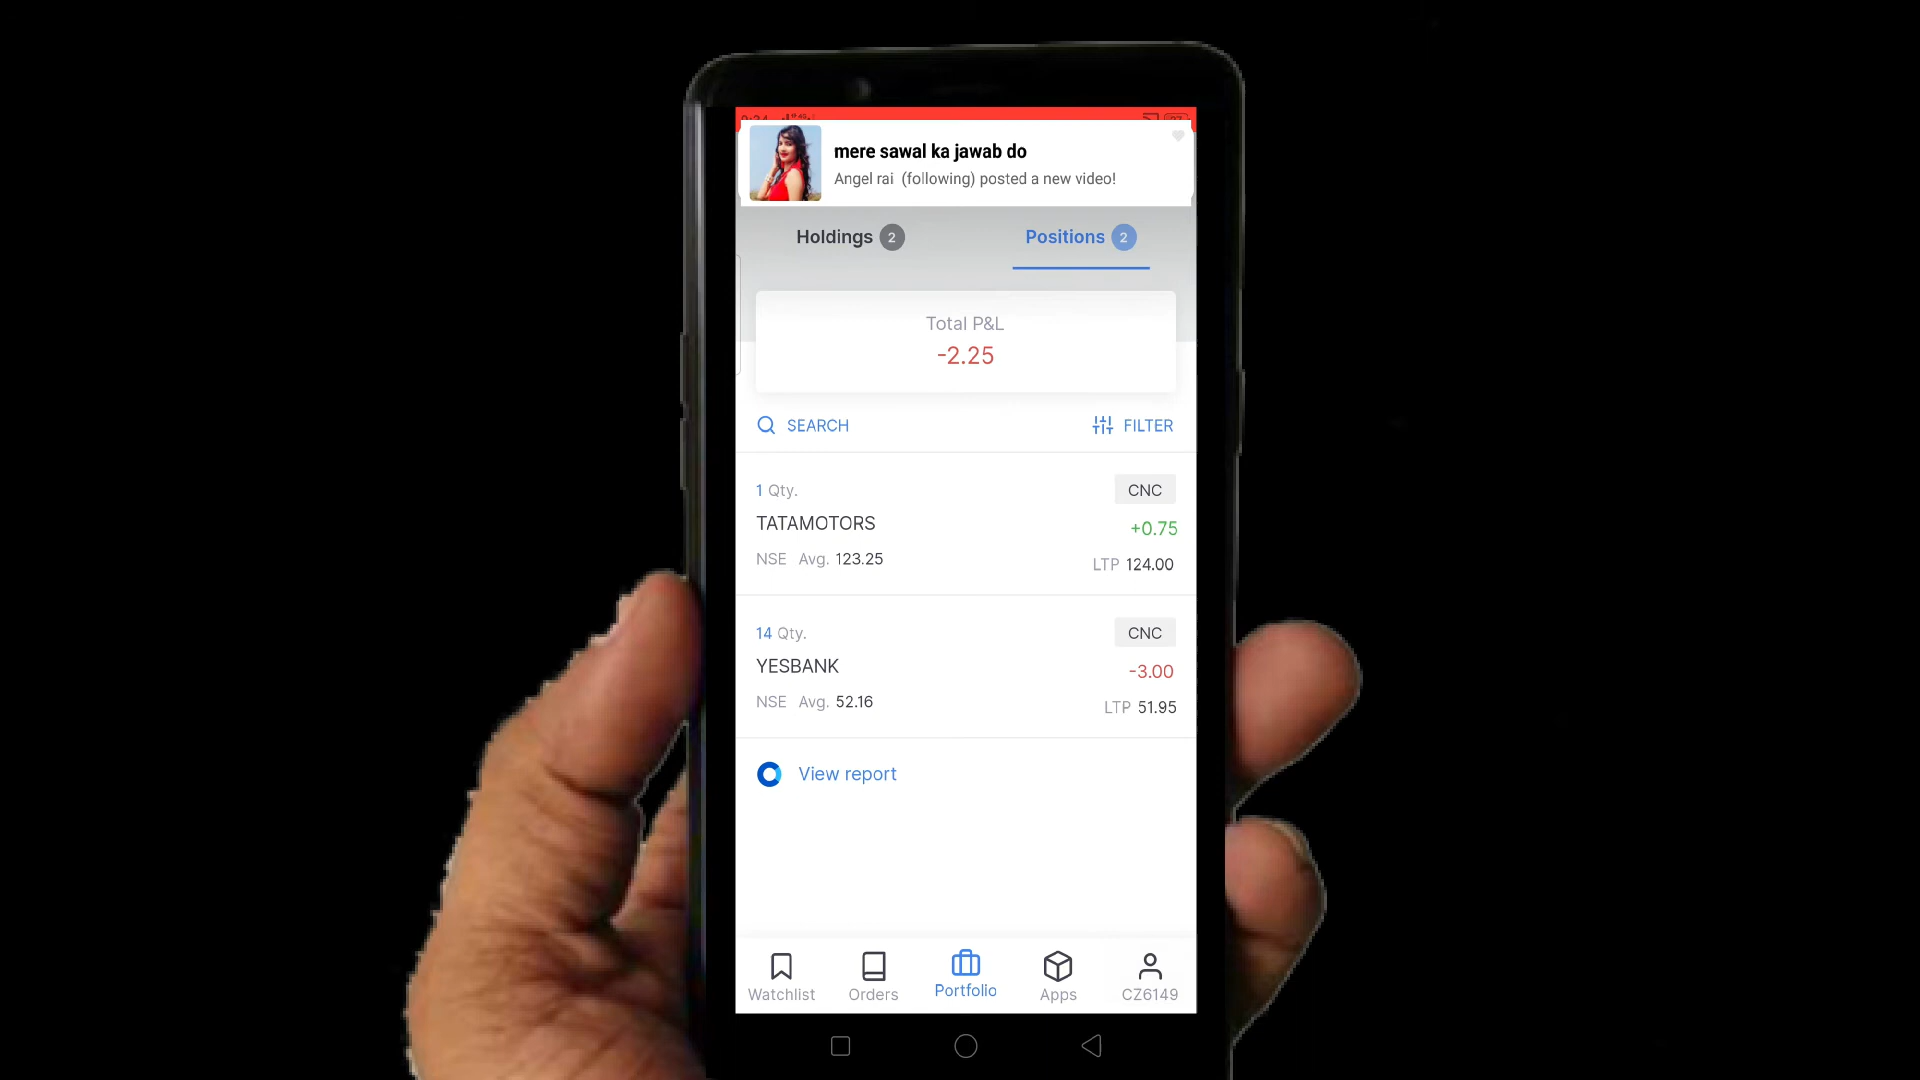 mere sawal ka jawab do
Angel rai (following) posted a new video!
Holdings 2
Positions 2
Total P&L
-2.25
SEARCH
FILTER
1 Qty.
CNC
TATAMOTORS
+0.75
NSE Avg. 123.25
LTP 124.00
14 Qty.
CNC
YESBANK
-3.00
NSE Avg. 52.16
LTP 51.95
View report
Watchlist
Orders
Portfolio
Apps
CZ6149